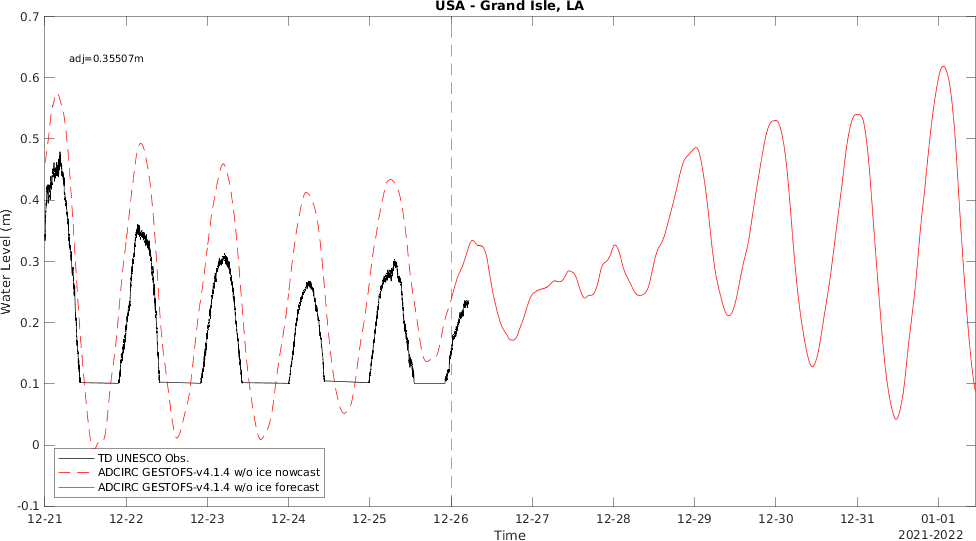 USA - Grand Isle, LA
adj=0.35507m
0.7
0.6
0.5
0.4
0.3
0.2
0.1
0
-0.1
Water Level (m)
TD UNESCO Obs.
ADCIRC GESTOFS-v4.1.4 w/o ice nowcast
ADCIRC GESTOFS-v4.1.4 w/o ice forecast
12-21 12-22 12-23 12-24 12-25 12-26 12-27 12-28 12-29 12-30 12-31 01-01
Time
2021-2022